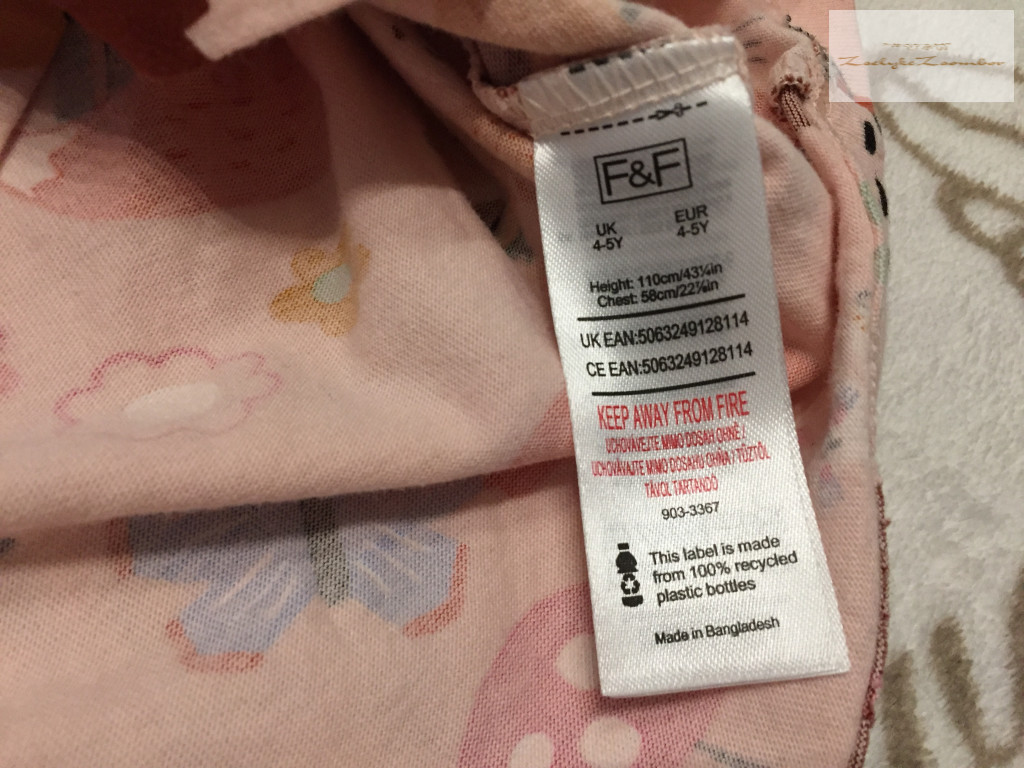 F&F
UK EUR
4-5Y 4-5Y
Height: 110cm/43¼in
Chest: 58cm/22⅞in
UK EAN:5063249128114
CE EAN:5063249128114
KEEP AWAY FROM FIRE
UCHOVÁVEJTE MIMO DOSAH OHNĚ /
UCHOVÁVAJTE MIMO DOSAHU OHŇA / TŰZTŐL
TÁVOL TARTANDÓ
903-3367
This label is made
from 100% recycled
plastic bottles
Made in Bangladesh